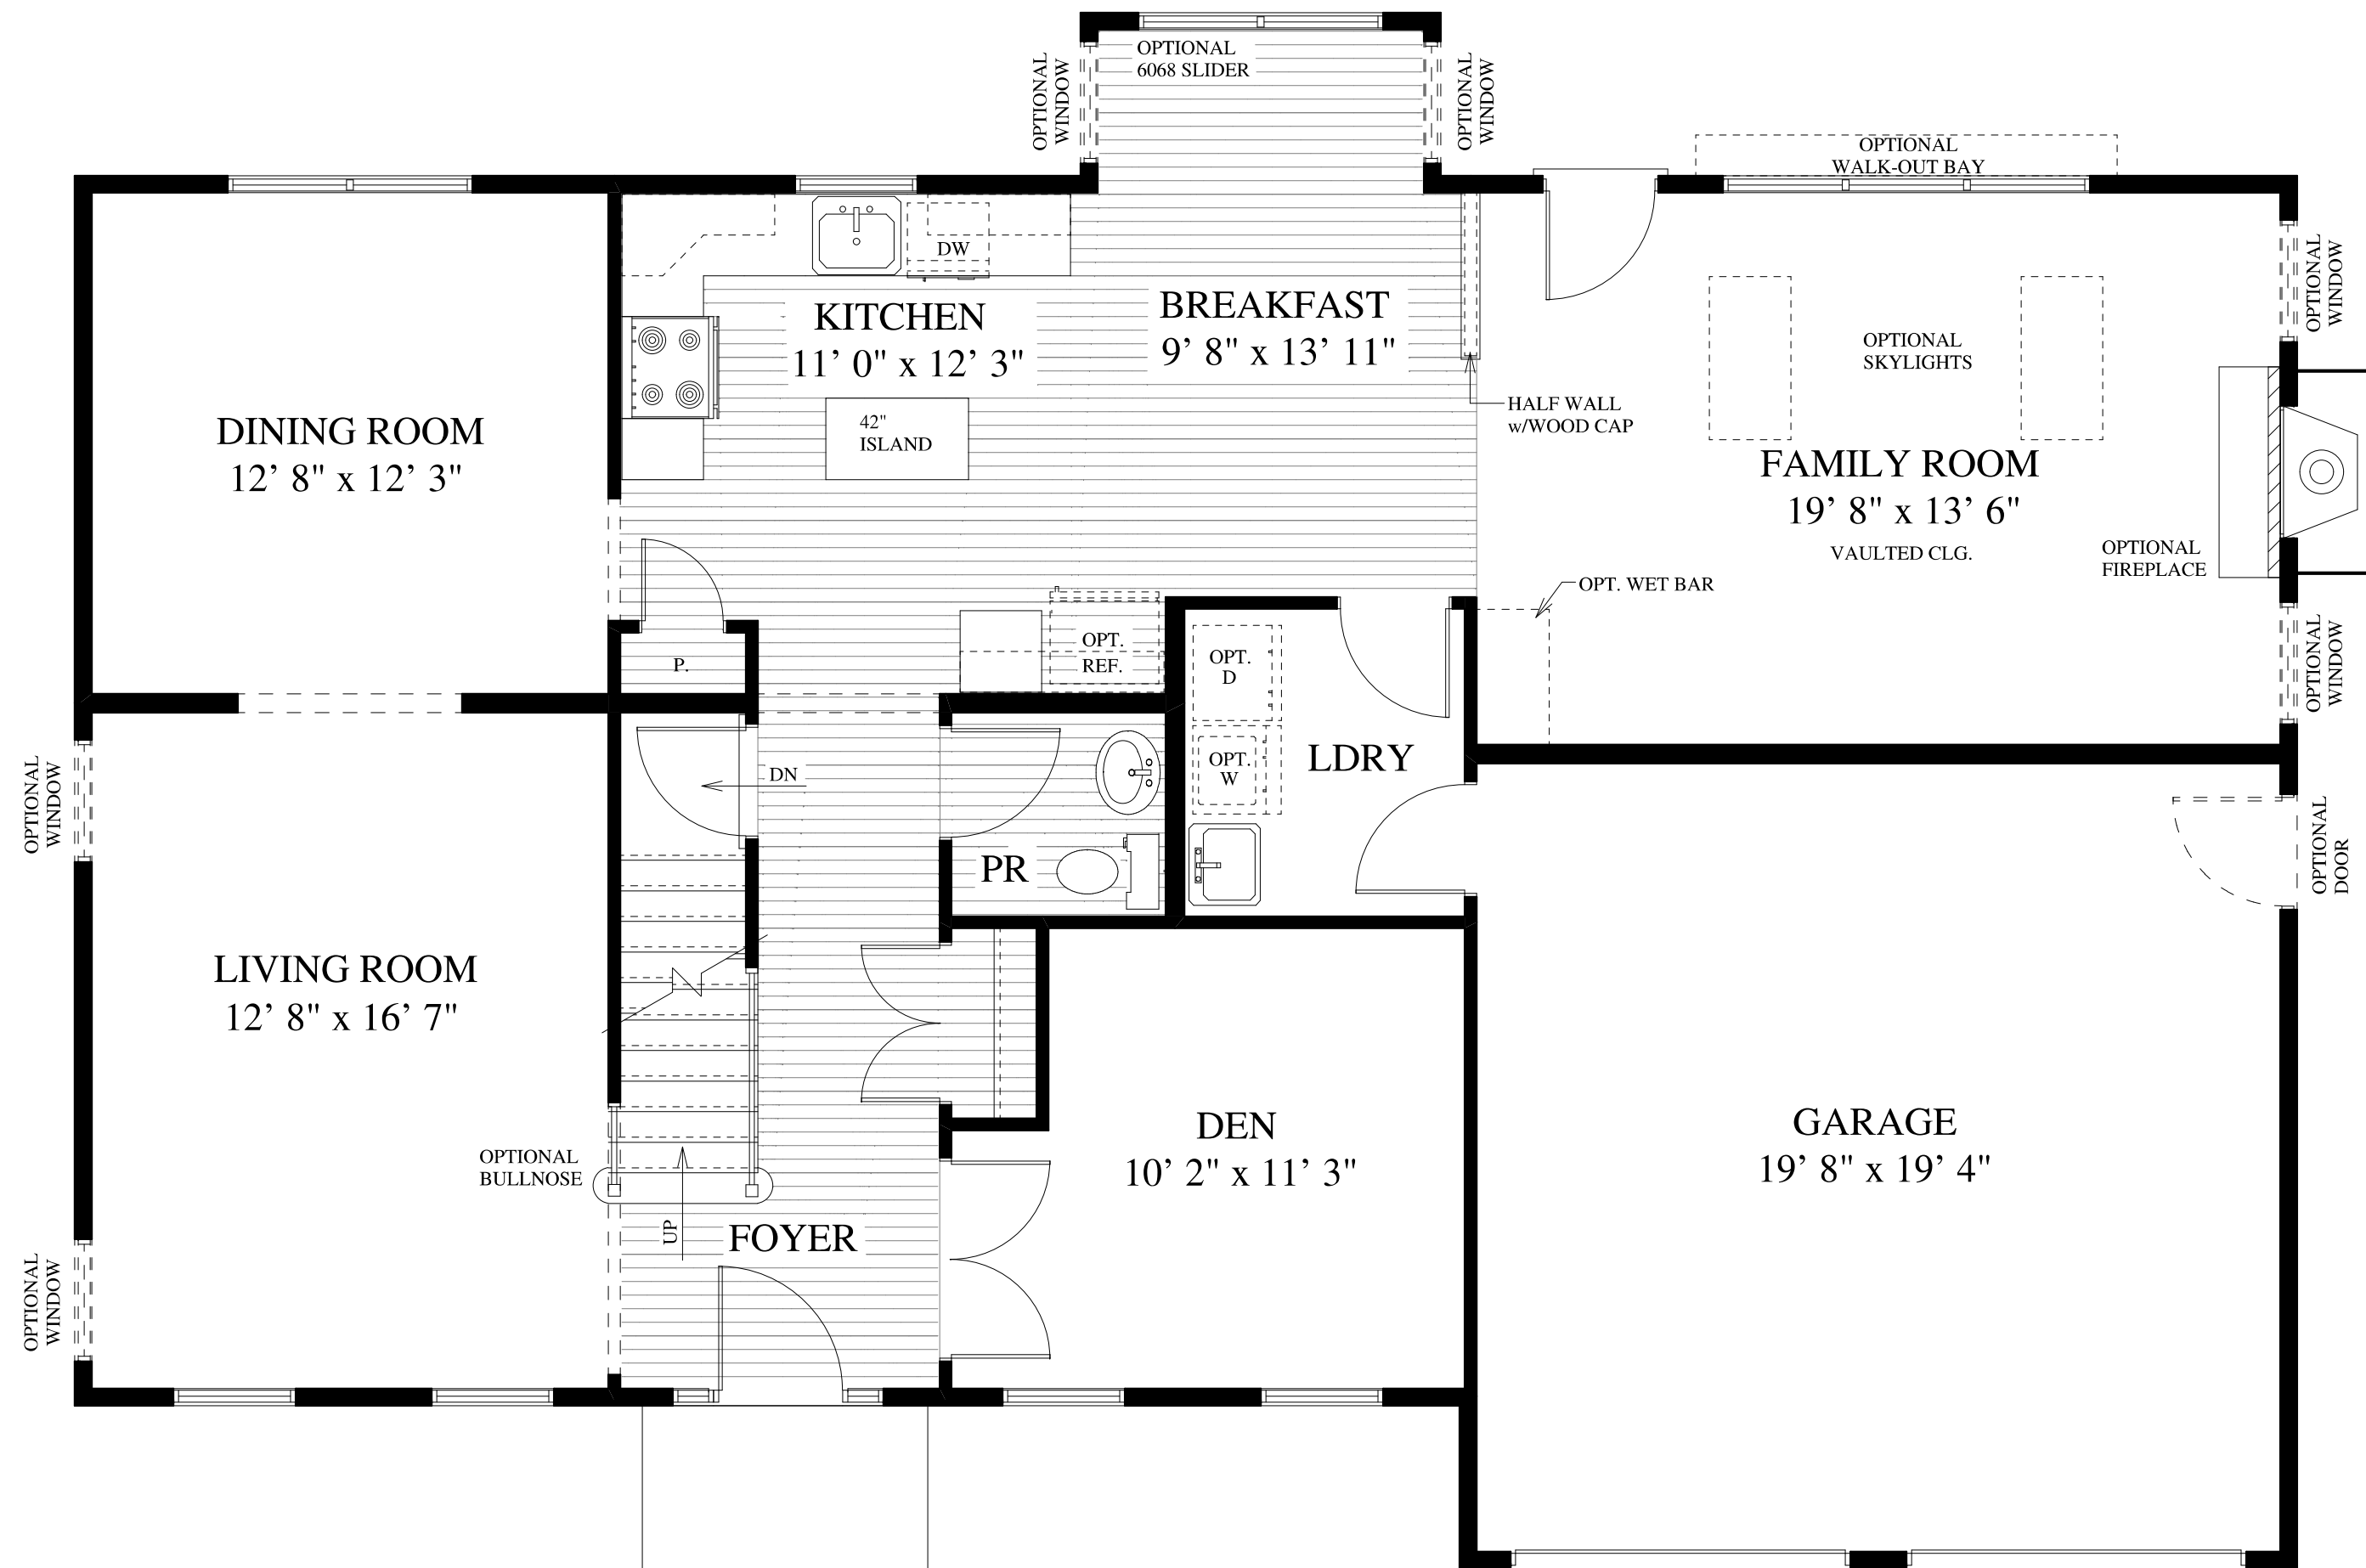 OPTIONAL
6068 SLIDER
OPTIONAL
WINDOW
OPTIONAL
WINDOW
OPTIONAL
WALK-OUT BAY
DW
KITCHEN
11’ 0" x 12’ 3"
BREAKFAST
9’ 8" x 13’ 11"
OPTIONAL
SKYLIGHTS
OPTIONAL
WINDOW
42"
ISLAND
HALF WALL
w/WOOD CAP
DINING ROOM
12’ 8" x 12’ 3"
FAMILY ROOM
19’ 8" x 13’ 6"
VAULTED CLG.
OPTIONAL
FIREPLACE
OPT. WET BAR
P.
OPT.
REF.
OPT.
D
OPTIONAL
WINDOW
OPTIONAL
WINDOW
DN
OPT.
W
LDRY
PR
OPTIONAL
DOOR
LIVING ROOM
12’ 8" x 16’ 7"
DEN
10’ 2" x 11’ 3"
GARAGE
19’ 8" x 19’ 4"
OPTIONAL
BULLNOSE
UP
FOYER
OPTIONAL
WINDOW